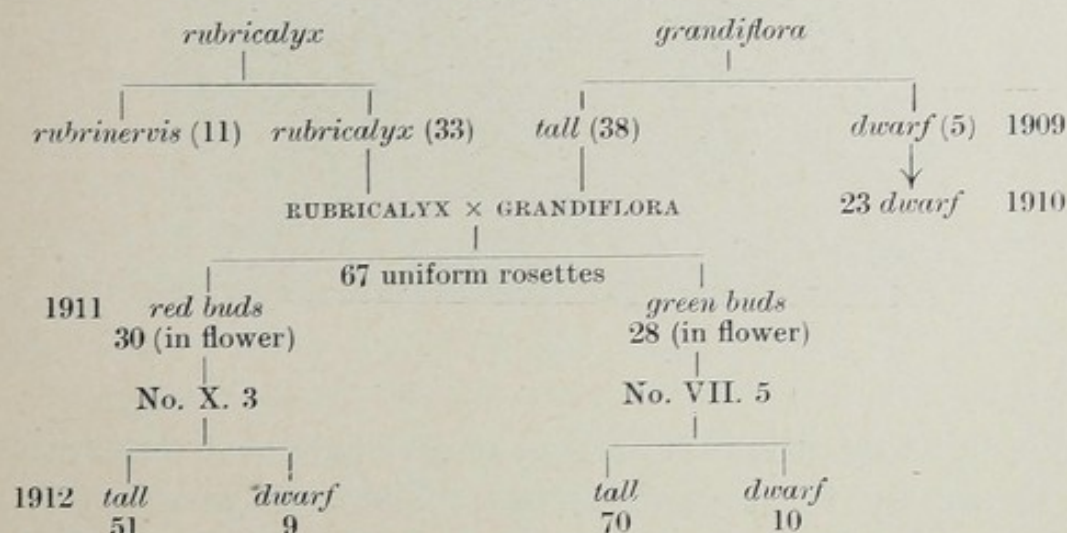 rubricalyx grandiflora
rubrinervis (11) rubricalyx (33) tall (38) dwarf (5) 1909
RUBRICALYX × GRANDIFLORA 23 dwarf 1910
67 uniform rosettes
1911 red buds green buds
30 (in flower) 28 (in flower)
No. X. 3 No. VII. 5
1912 tall dwarf tall dwarf
51 9 70 10